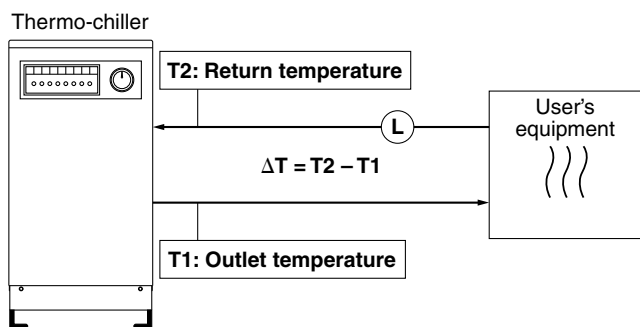 Thermo-chiller
T2: Return temperature
L
User's
equipment
ΔT = T2 – T1
T1: Outlet temperature